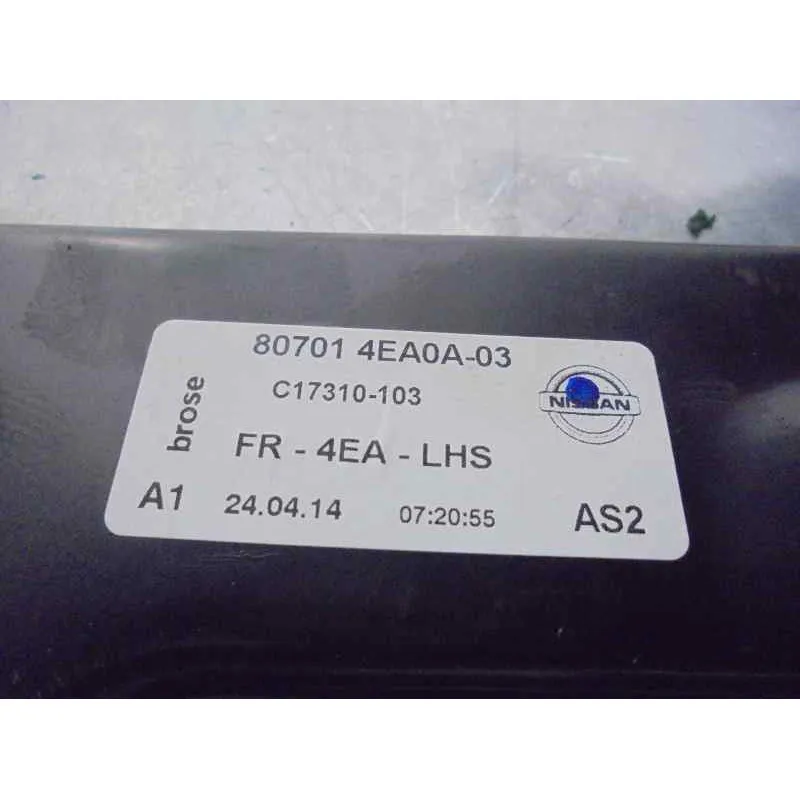 80701 4EA0A-03
brose
C17310-103
NISSAN
FR - 4EA - LHS
A1 24.04.14 07:20:55 AS2